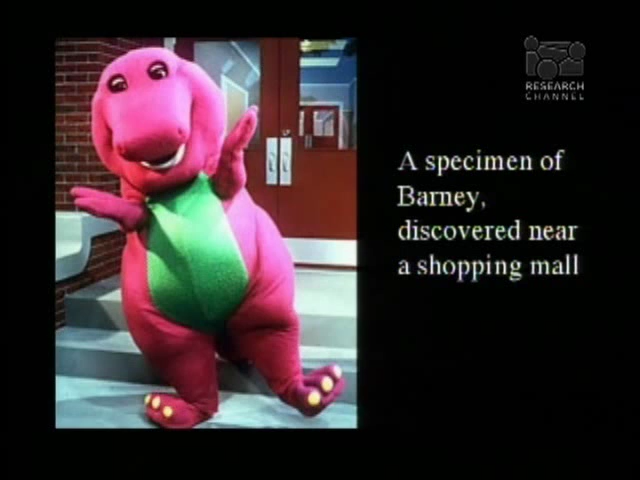 RESEARCH
CHANNEL
A specimen of
Barney,
discovered near
a shopping mall